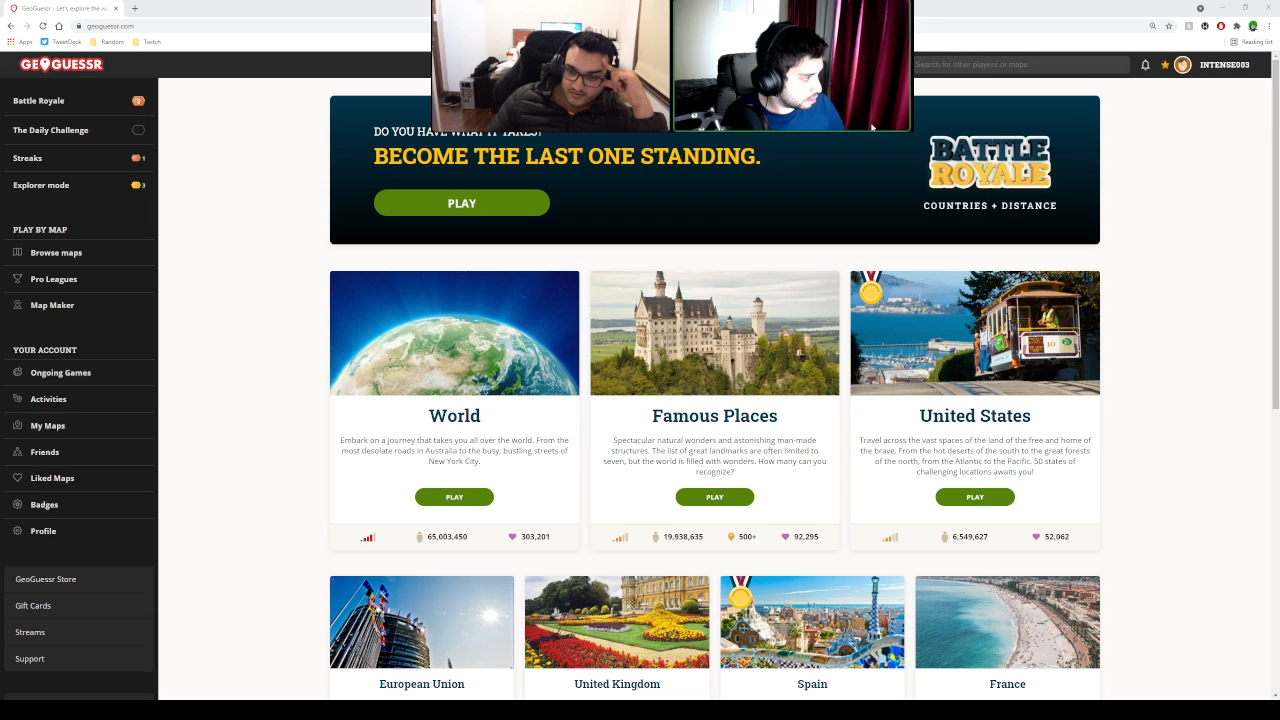 GeoGuessr - Let's explore the wo
geoguessr.com
Apps
TweetDeck
Random
Twitch
Reading list
GEOGUESSR
Search for other players or maps
INTENSE003
Battle Royale
3
The Daily Challenge
Streaks
1
Explorer mode
3
PLAY BY MAP
Browse maps
Pro Leagues
Map Maker
YOUR ACCOUNT
Ongoing Games
Activities
My Maps
Friends
Liked Maps
Badges
Profile
GeoGuessr Store
Gift Cards
Streams
Support
DO YOU HAVE WHAT IT TAKES?
BECOME THE LAST ONE STANDING.
PLAY
BATTLE
ROYALE
COUNTRIES + DISTANCE
World
Embark on a journey that takes you all over the world. From the
most desolate roads in Australia to the busy, bustling streets of
New York City.
PLAY
65,003,450
303,201
Famous Places
Spectacular natural wonders and astonishing man-made
structures. The list of great landmarks are often limited to
seven, but the world is filled with wonders. How many can you
recognize?
PLAY
19,938,635
500+
92,295
United States
Travel across the vast spaces of the land of the free and home of
the brave. From the hot deserts of the south to the great forests
of the north, from the Atlantic to the Pacific. 50 states of
challenging locations awaits you!
PLAY
6,549,627
52,062
European Union
United Kingdom
Spain
France